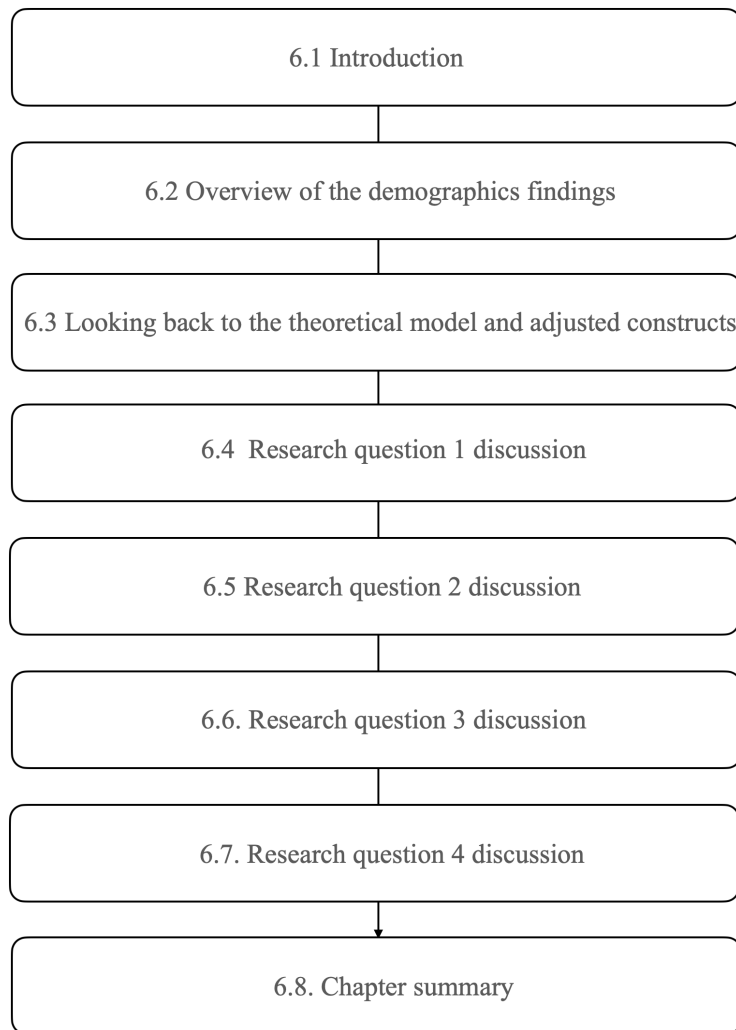 6.1 Introduction
6.2 Overview of the demographics findings
6.3 Looking back to the theoretical model and adjusted constructs
6.4  Research question 1 discussion
6.5 Research question 2 discussion
6.6. Research question 3 discussion
6.7. Research question 4 discussion
6.8. Chapter summary